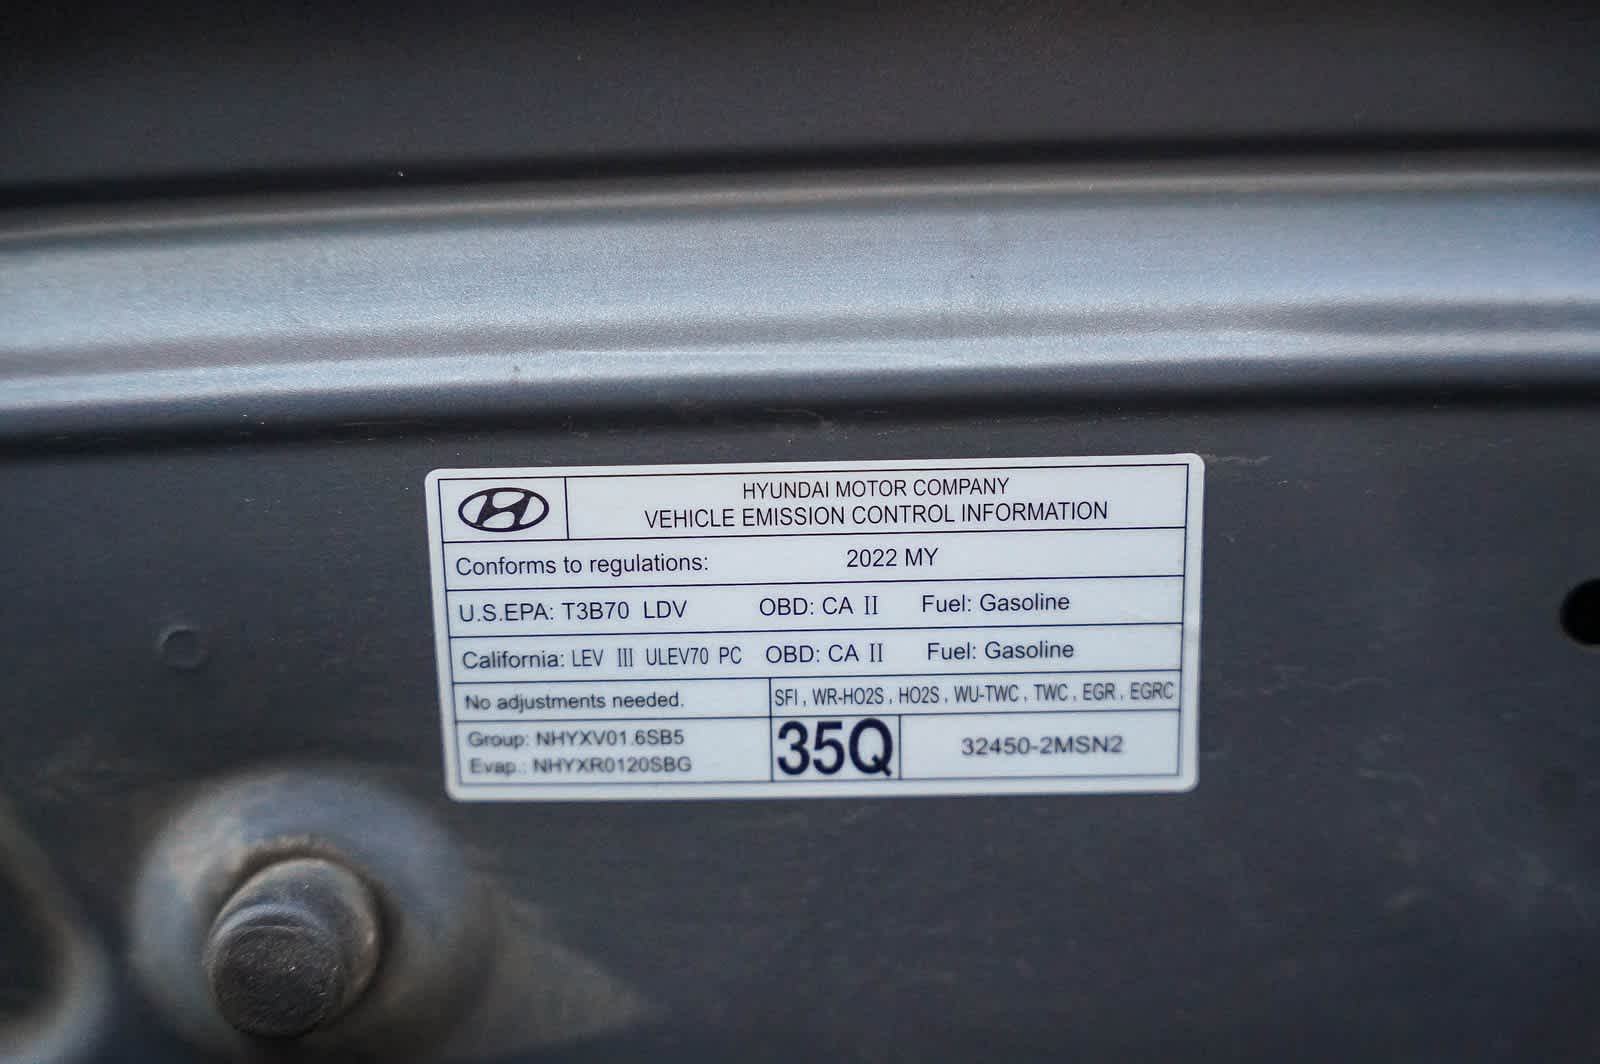 HYUNDAI MOTOR COMPANY
VEHICLE EMISSION CONTROL INFORMATION
Conforms to regulations: 2022 MY
U.S.EPA: T3B70 LDV OBD: CA II Fuel: Gasoline
California: LEV III ULEV70 PC OBD: CA II Fuel: Gasoline
No adjustments needed. SFI , WR-HO2S , HO2S , WU-TWC , TWC , EGR , EGRC
Group: NHYXV01.6SB5
Evap.: NHYXR0120SBG
35Q
32450-2MSN2